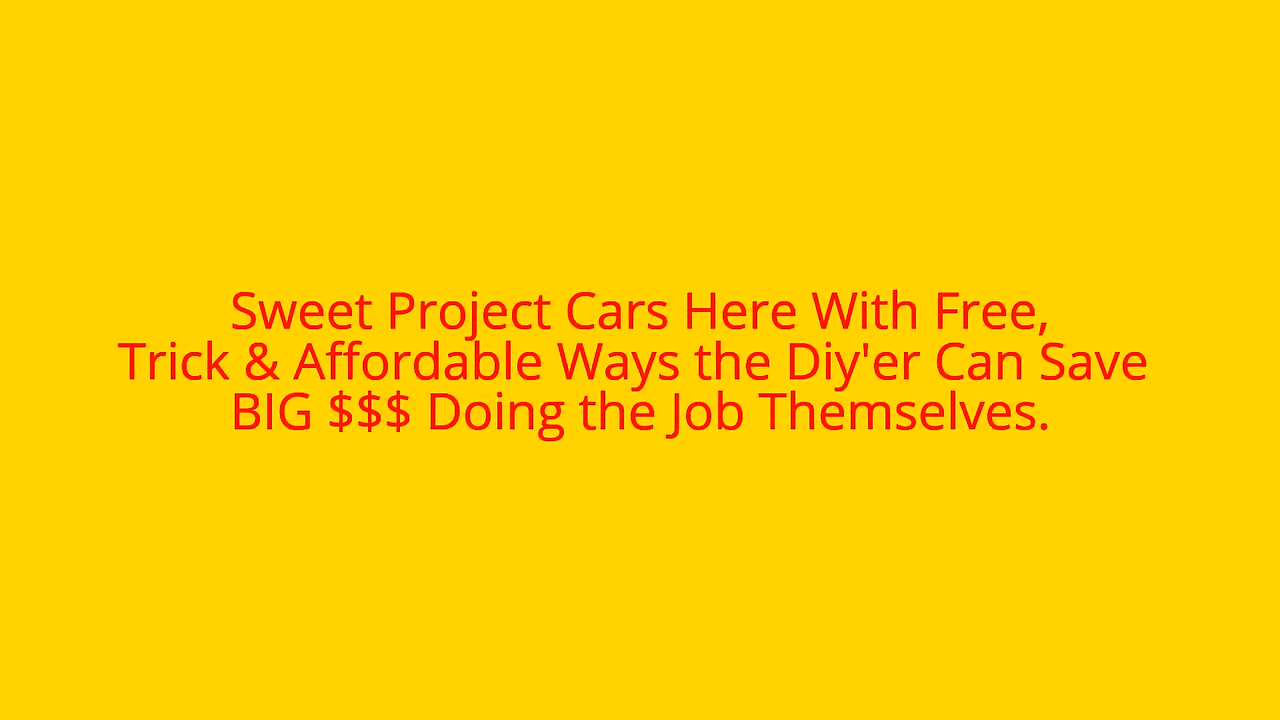 Sweet Project Cars Here With Free,
Trick & Affordable Ways the Diy'er Can Save
BIG $$$ Doing the Job Themselves.